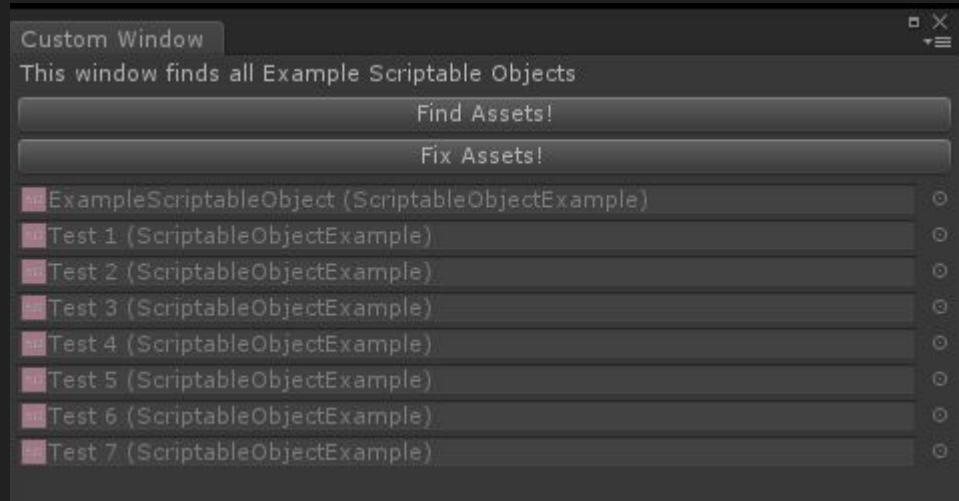 Custom Window
This window finds all Example Scriptable Objects
Find Assets!
Fix Assets!
ExampleScriptableObject (ScriptableObjectExample)
Test 1 (ScriptableObjectExample)
Test 2 (ScriptableObjectExample)
Test 3 (ScriptableObjectExample)
Test 4 (ScriptableObjectExample)
Test 5 (ScriptableObjectExample)
Test 6 (ScriptableObjectExample)
Test 7 (ScriptableObjectExample)